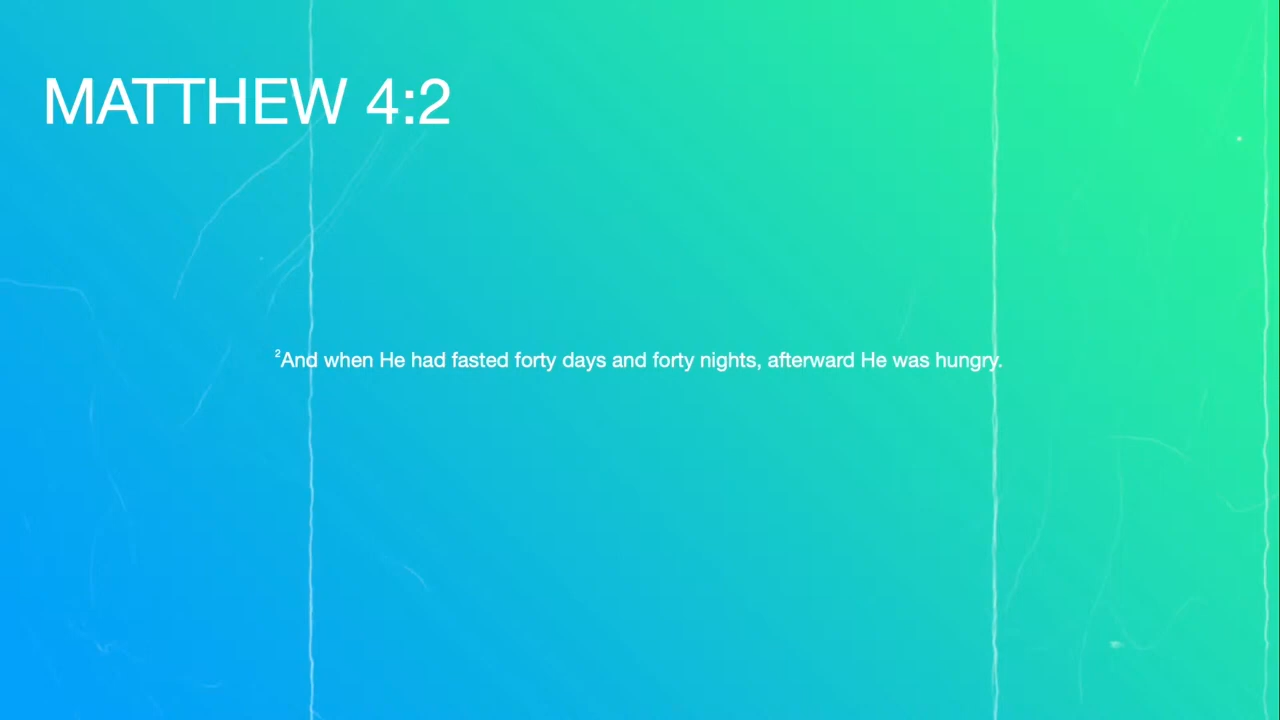 MATTHEW 4:2
²And when He had fasted forty days and forty nights, afterward He was hungry.